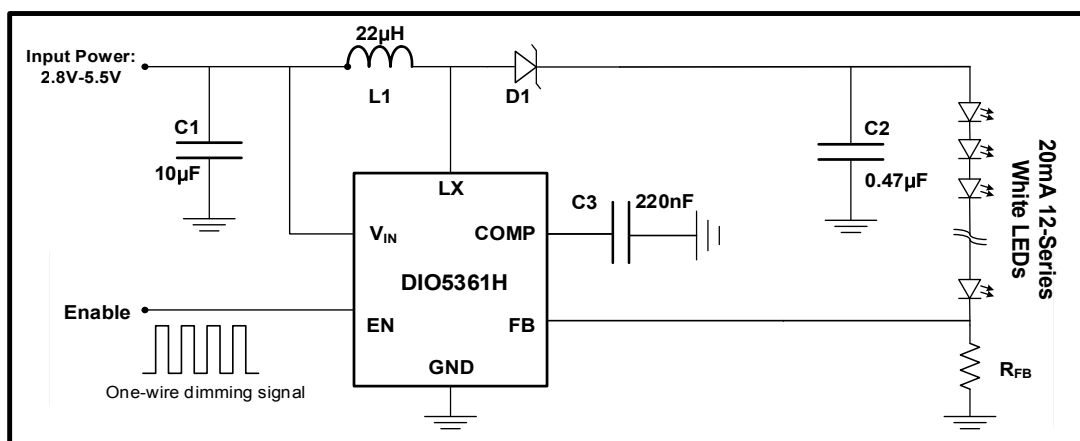 22µH
Input Power:
2.8V-5.5V
L1
D1
C1
10µF
C2
0.47µF
20mA 12-Series
White LEDs
LX
C3
220nF
VIN
COMP
DIO5361H
Enable
EN
FB
GND
RFB
One-wire dimming signal